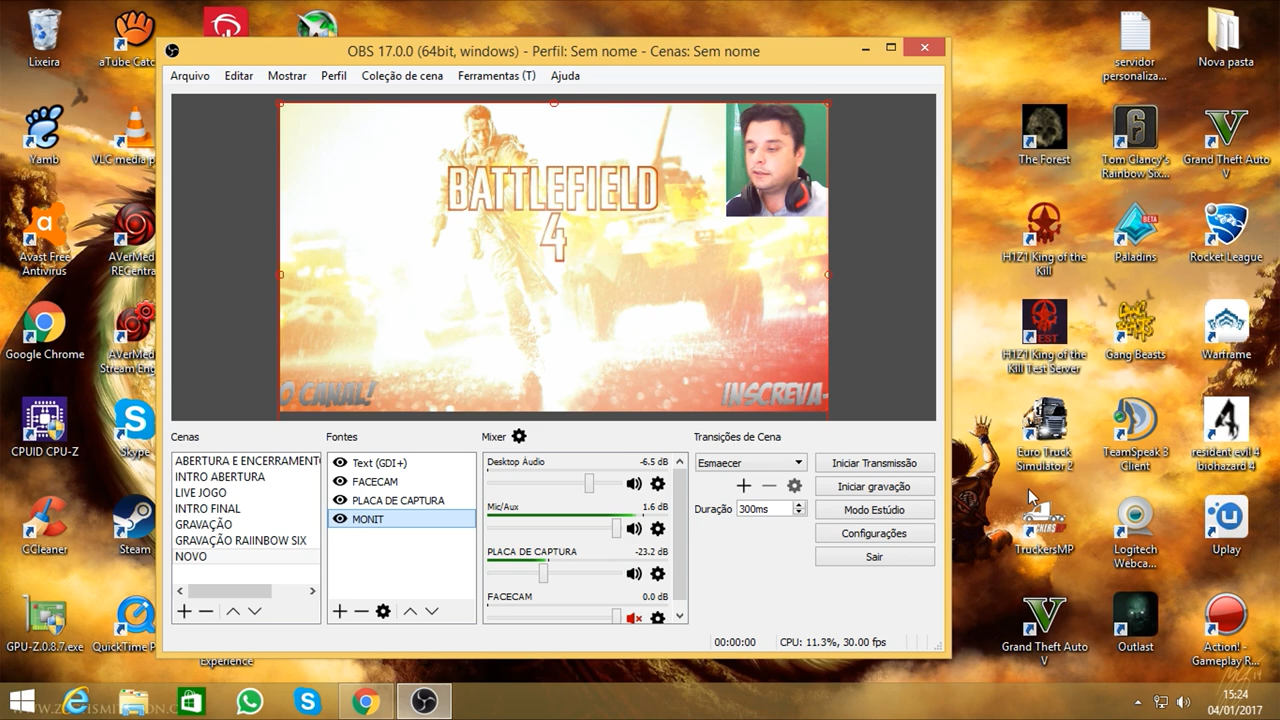 OBS 17.0.0 (64bit, windows) - Perfil: Sem nome - Cenas: Sem nome
Arquivo Editar Mostrar Perfil Coleção de cena Ferramentas (T) Ajuda
BATTLEFIELD
4
O CANAL! INSCREVA-
Cenas
ABERTURA E ENCERRAMENT
INTRO ABERTURA
LIVE JOGO
INTRO FINAL
GRAVAÇÃO
GRAVAÇÃO RAIINBOW SIX
NOVO
Fontes
Text (GDI+)
FACECAM
PLACA DE CAPTURA
MONIT
Mixer
Desktop Áudio -6.5 dB
Mic/Aux 1.6 dB
PLACA DE CAPTURA -23.2 dB
FACECAM 0.0 dB
Transições de Cena
Esmaecer
Duração 300ms
Iniciar Transmissão
Iniciar gravação
Modo Estúdio
Configurações
Sair
00:00:00 CPU: 11.3%, 30.00 fps
Lixeira
aTube Catc
Yamb
VLC media p
Avast Free
Antivirus
AVerMed
RECentra
Google Chrome
AVerMed
Stream Eng
CPUID CPU-Z
Skype
CCleaner
Steam
GPU-Z.0.8.7.exe
QuickTime P
Experience
servidor
personaliza...
Nova pasta
The Forest
6
Tom Clancy's
Rainbow Six...
Grand Theft Auto
V
H1Z1 King of the
Kill
BETA
Paladins
Rocket League
TEST
H1Z1 King of the
Kill Test Server
GANG BEASTS
Gang Beasts
Warframe
Euro Truck
Simulator 2
TeamSpeak 3
Client
4
resident evil 4
biohazard 4
TruckersMP
Logitech
Webca...
Uplay
Grand Theft Auto
V
Outlast
Action! -
Gameplay R...
15:24
04/01/2017